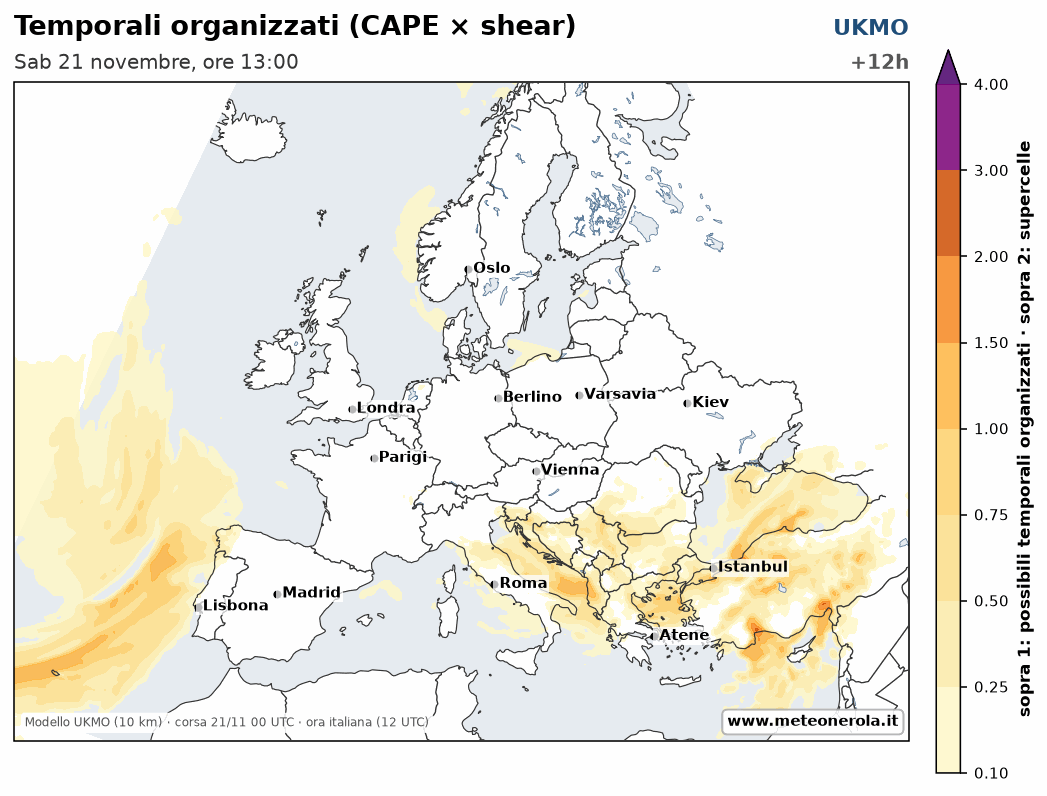 Temporali organizzati (CAPE × shear)
UKMO
Sab 21 novembre, ore 13:00
+12h
Oslo
Londra
Berlino
Varsavia
Kiev
Parigi
Vienna
Istanbul
Roma
Madrid
Lisbona
Atene
Modello UKMO (10 km) · corsa 21/11 00 UTC · ora italiana (12 UTC)
www.meteonerola.it
4.00
3.00
2.00
1.50
1.00
0.75
0.50
0.25
0.10
sopra 1: possibili temporali organizzati · sopra 2: supercelle